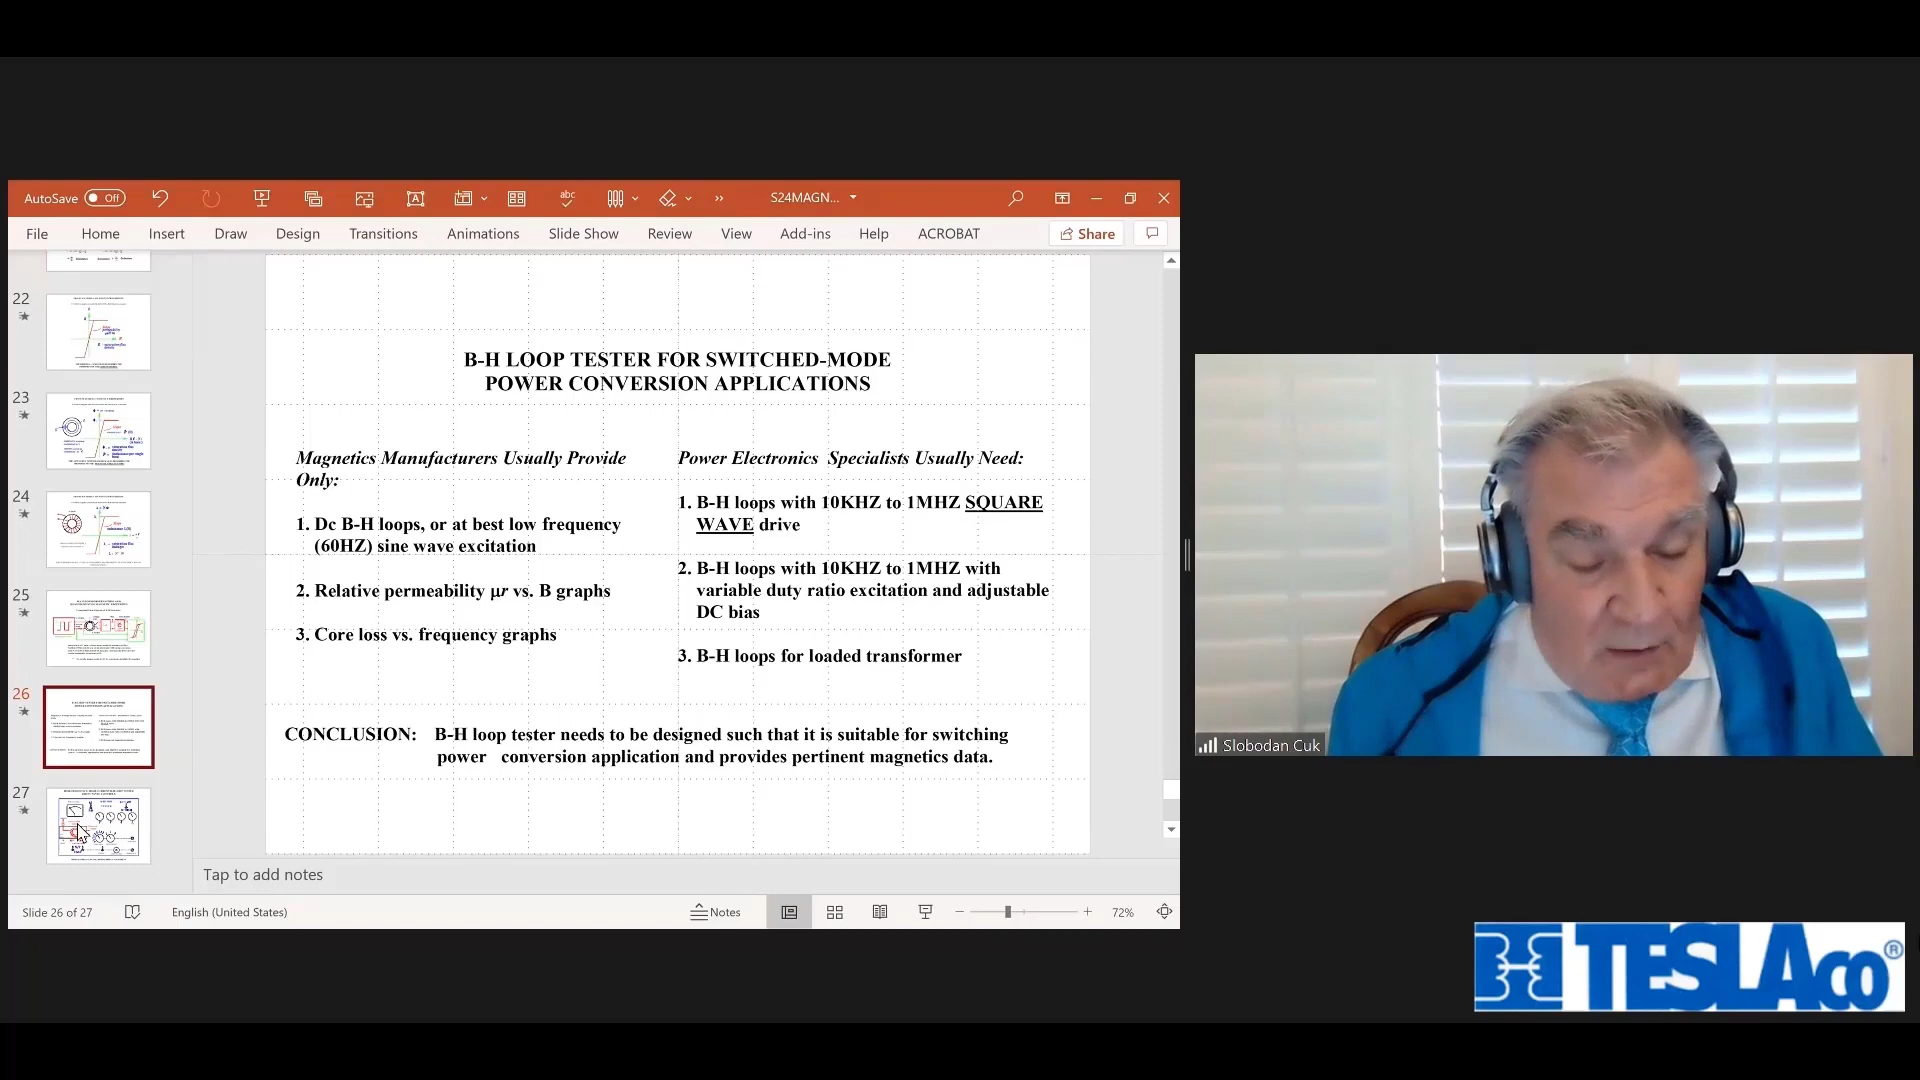 AutoSave Off
abc
S24MAGN...
File Home Insert Draw Design Transitions Animations Slide Show Review View Add-ins Help ACROBAT Share
22
23
24
25
26
27
B-H LOOP TESTER FOR SWITCHED-MODE
POWER CONVERSION APPLICATIONS
Magnetics Manufacturers Usually Provide
Only:
1. Dc B-H loops, or at best low frequency
(60HZ) sine wave excitation
2. Relative permeability µr vs. B graphs
3. Core loss vs. frequency graphs
Power Electronics Specialists Usually Need:
1. B-H loops with 10KHZ to 1MHZ SQUARE
WAVE drive
2. B-H loops with 10KHZ to 1MHZ with
variable duty ratio excitation and adjustable
DC bias
3. B-H loops for loaded transformer
CONCLUSION: B-H loop tester needs to be designed such that it is suitable for switching
power conversion application and provides pertinent magnetics data.
Tap to add notes
Slide 26 of 27 English (United States) Notes 72%
Slobodan Cuk
TESLAco®